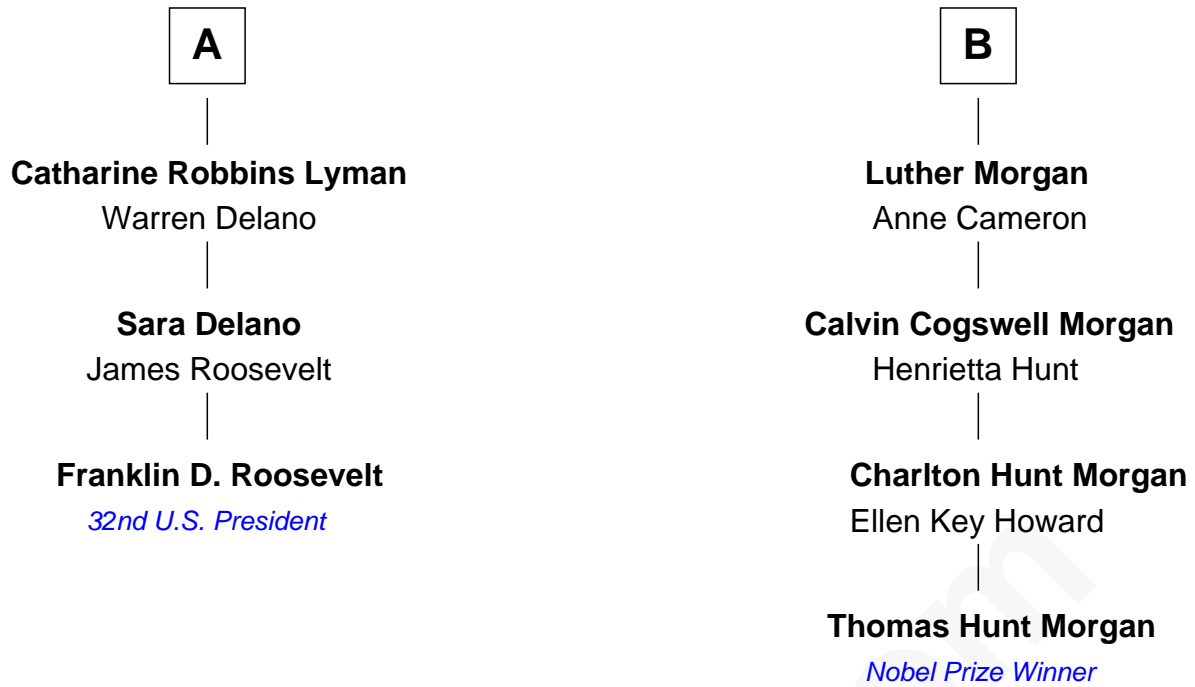 A
Catharine Robbins Lyman
Warren Delano
Sara Delano
James Roosevelt
Franklin D. Roosevelt
32nd U.S. President
B
Luther Morgan
Anne Cameron
Calvin Cogswell Morgan
Henrietta Hunt
Charlton Hunt Morgan
Ellen Key Howard
Thomas Hunt Morgan
Nobel Prize Winner